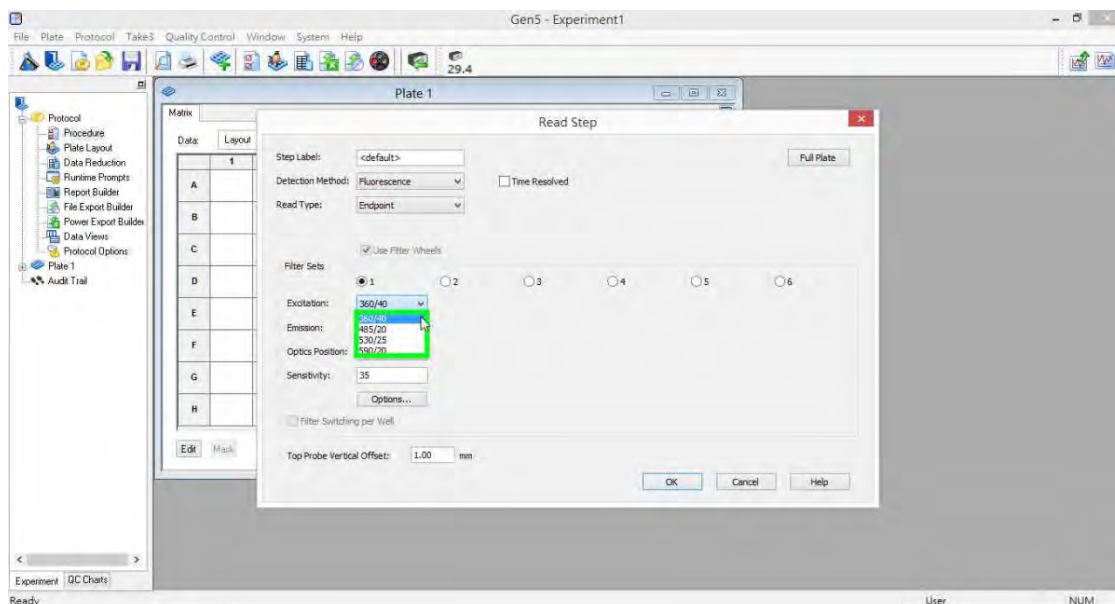 Gen5 - Experiment1
File Plate Protocol Take3 Quality Control Window System Help
29.4
Protocol
Procedure
Plate Layout
Data Reduction
Runtime Prompts
Report Builder
File Export Builder
Power Export Builder
Data Views
Protocol Options
Plate 1
Audit Trail
Experiment QC Charts
Ready
Plate 1
Matrix
Data: Layout
1
A
B
C
D
E
F
G
H
Edit Mask
Read Step
Step Label: <default> Full Plate
Detection Method: Fluorescence Time Resolved
Read Type: Endpoint
Use Filter Wheels
Filter Sets
1 2 3 4 5 6
Excitation: 360/40
360/40
Emission: 485/20
530/25
Optics Position: 590/20
Sensitivity: 35
Options...
Filter Switching per Well
Top Probe Vertical Offset: 1.00 mm
OK Cancel Help
User NUM